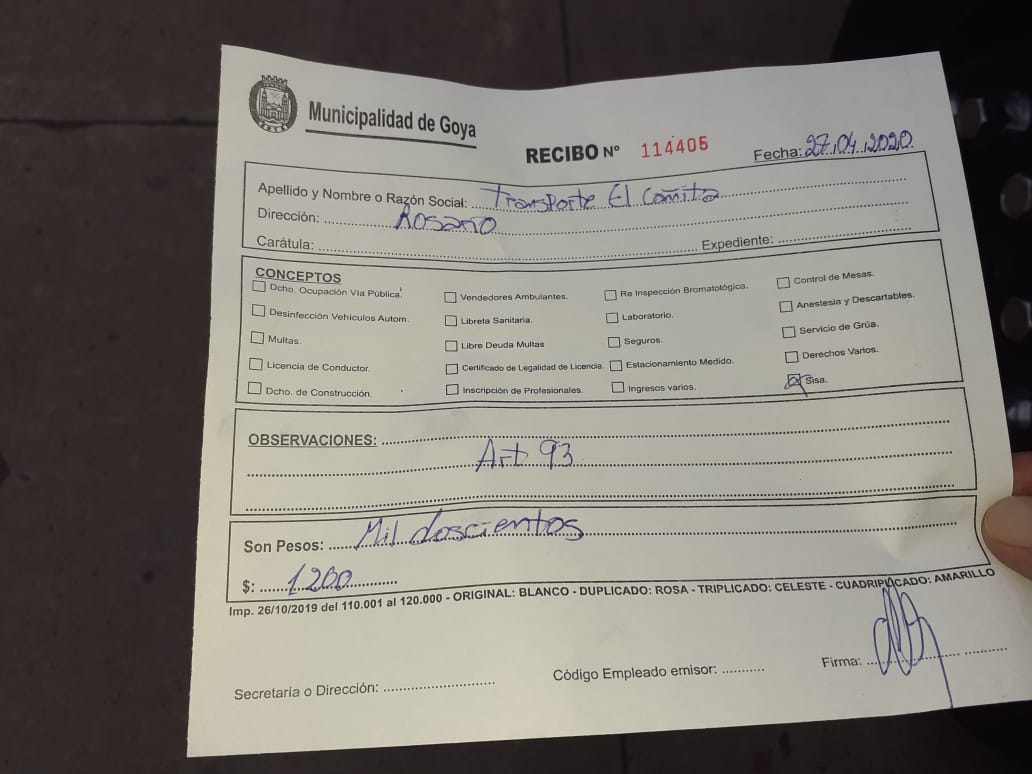 Municipalidad de Goya
RECIBO Nº 114405 Fecha: 27.04.2020
Apellido y Nombre o Razón Social: Transporte El Cañita
Dirección: Rosario
Carátula: Expediente:
CONCEPTOS
Dcho. Ocupación Via Pública. Vendedores Ambulantes. Re Inspección Bromatológica. Control de Mesas.
Desinfección Vehículos Autom. Libreta Sanitaria. Laboratorio. Anestesia y Descartables.
Multas. Libre Deuda Multas Seguros. Servicio de Grúa.
Licencia de Conductor. Certificado de Legalidad de Licencia. Estacionamiento Medido. Derechos Varios.
Dcho. de Construcción. Inscripción de Profesionales. Ingresos varios. Sisa.
OBSERVACIONES:
Art 93
Son Pesos: Mil doscientos
$: 1200
Imp. 26/10/2019 del 110.001 al 120.000 - ORIGINAL: BLANCO - DUPLICADO: ROSA - TRIPLICADO: CELESTE - CUADRIPLICADO: AMARILLO
Secretaria o Dirección: Código Empleado emisor: Firma: